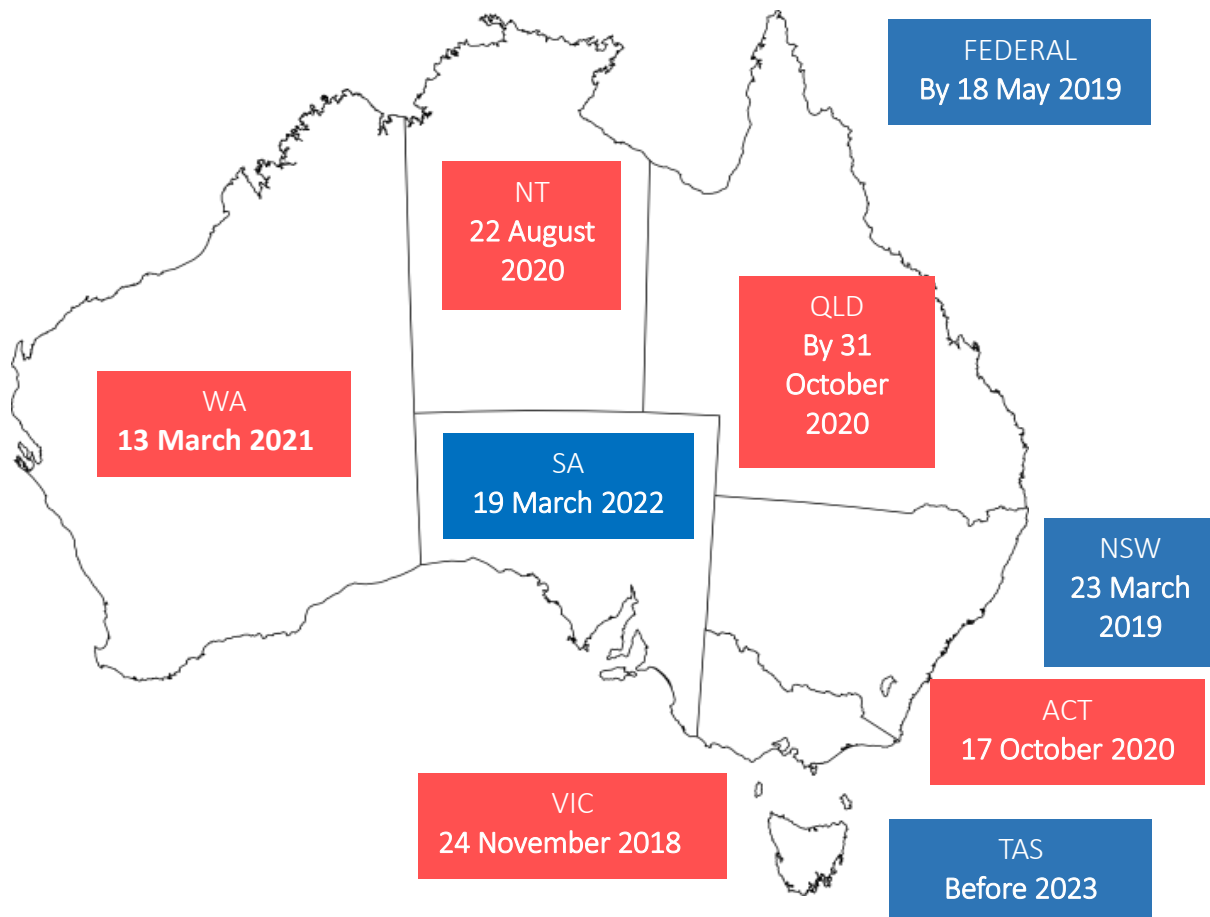 FEDERAL
By 18 May 2019
NT
22 August
2020
QLD
By 31
October
2020
WA
13 March 2021
SA
19 March 2022
NSW
23 March
2019
ACT
17 October 2020
VIC
24 November 2018
TAS
Before 2023